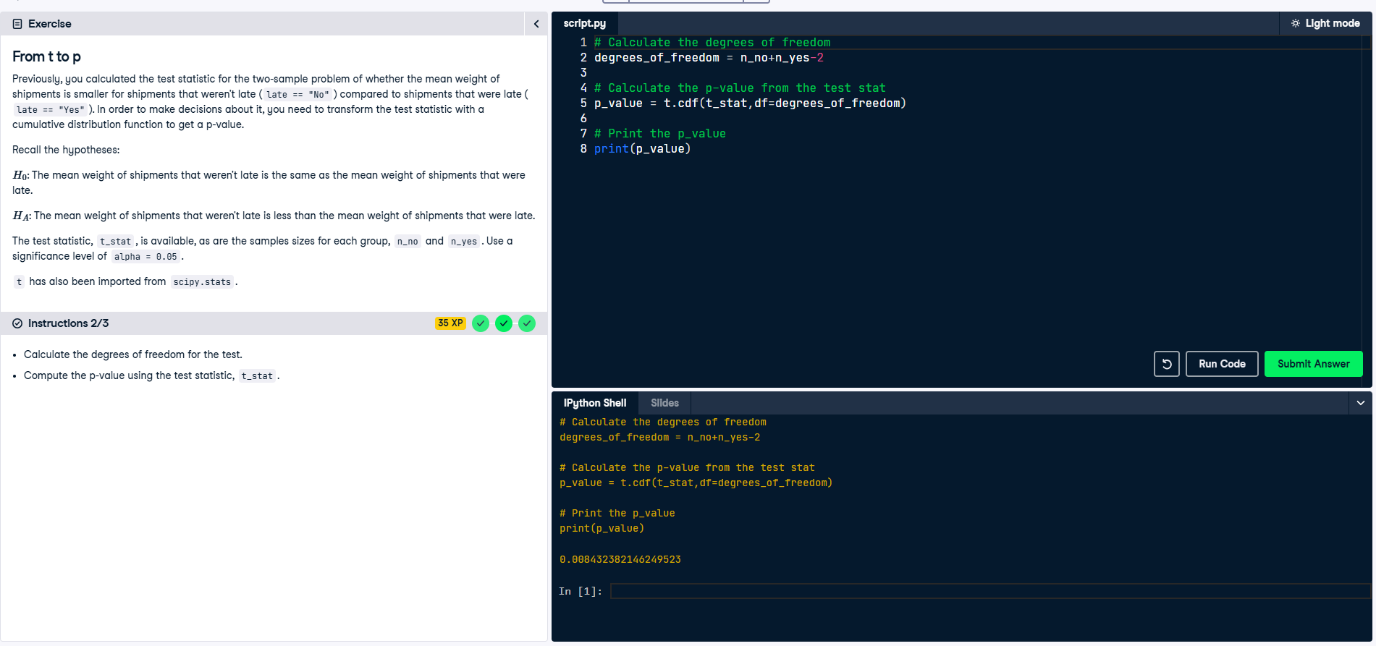 Exercise
From t to p
Previously, you calculated the test statistic for the two-sample problem of whether the mean weight of
shipments is smaller for shipments that weren't late ( late == "No" ) compared to shipments that were late (
late == "Yes" ). In order to make decisions about it, you need to transform the test statistic with a
cumulative distribution function to get a p-value.
Recall the hypotheses:
H0: The mean weight of shipments that weren't late is the same as the mean weight of shipments that were
late.
HA: The mean weight of shipments that weren't late is less than the mean weight of shipments that were late.
The test statistic, t_stat , is available, as are the samples sizes for each group, n_no and n_yes . Use a
significance level of alpha = 0.05 .
t has also been imported from scipy.stats .
Instructions 2/3
35 XP
Calculate the degrees of freedom for the test.
Compute the p-value using the test statistic, t_stat .
script.py
Light mode
1 # Calculate the degrees of freedom
2 degrees_of_freedom = n_no+n_yes-2
3
4 # Calculate the p-value from the test stat
5 p_value = t.cdf(t_stat,df=degrees_of_freedom)
6
7 # Print the p_value
8 print(p_value)
Run Code
Submit Answer
IPython Shell
Slides
# Calculate the degrees of freedom
degrees_of_freedom = n_no+n_yes-2
# Calculate the p-value from the test stat
p_value = t.cdf(t_stat,df=degrees_of_freedom)
# Print the p_value
print(p_value)
0.008432382146249523
In [1]: